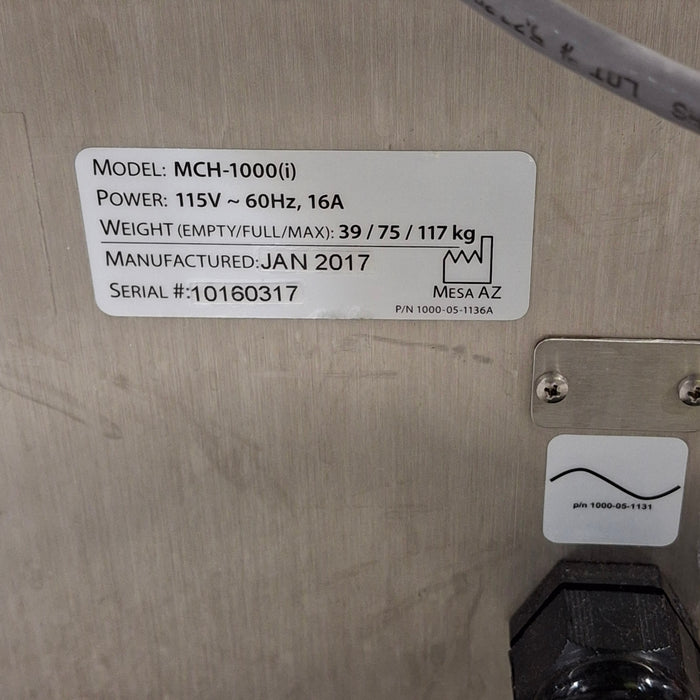 MODEL: MCH-1000(i)
POWER: 115V ~ 60Hz, 16A
WEIGHT (EMPTY/FULL/MAX): 39 / 75 / 117 kg
MANUFACTURED: JAN 2017
SERIAL #: 10160317
MESA AZ
P/N 1000-05-1136A
p/n 1000-05-1131
LOT #